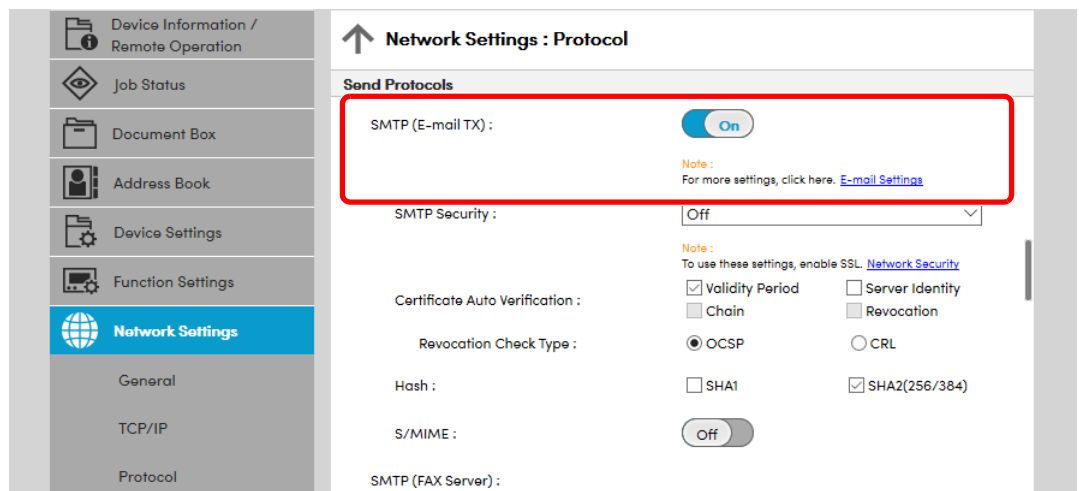 Device Information /
Remote Operation
Job Status
Document Box
Address Book
Device Settings
Function Settings
Network Settings
General
TCP/IP
Protocol
Network Settings : Protocol
Send Protocols
SMTP (E-mail TX) :
On
Note :
For more settings, click here. E-mail Settings
SMTP Security :
Off
Note :
To use these settings, enable SSL. Network Security
Certificate Auto Verification :
Validity Period
Server Identity
Chain
Revocation
Revocation Check Type :
OCSP
CRL
Hash :
SHA1
SHA2(256/384)
S/MIME :
Off
SMTP (FAX Server) :